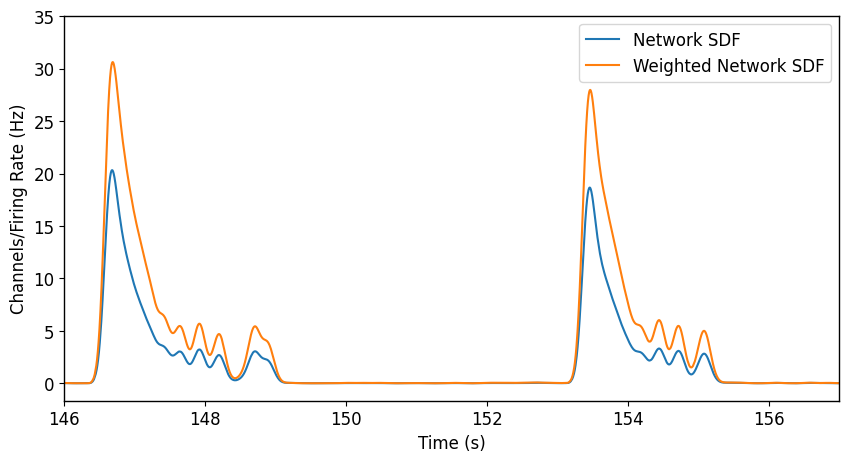 35
30
25
20
15
10
5
0
Channels/Firing Rate (Hz)
Network SDF
Weighted Network SDF
146 148 150 152 154 156
Time (s)